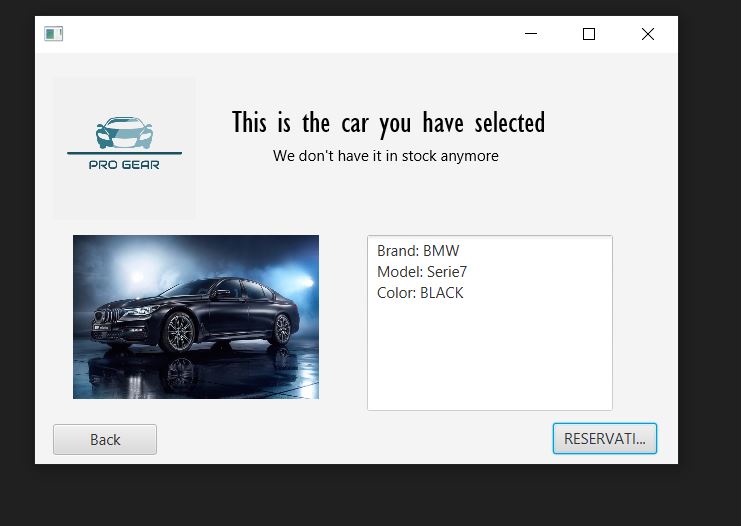 This is the car you have selected
We don't have it in stock anymore
PRO GEAR
Brand: BMW
Model: Serie7
Color: BLACK
Back
RESERVATI...